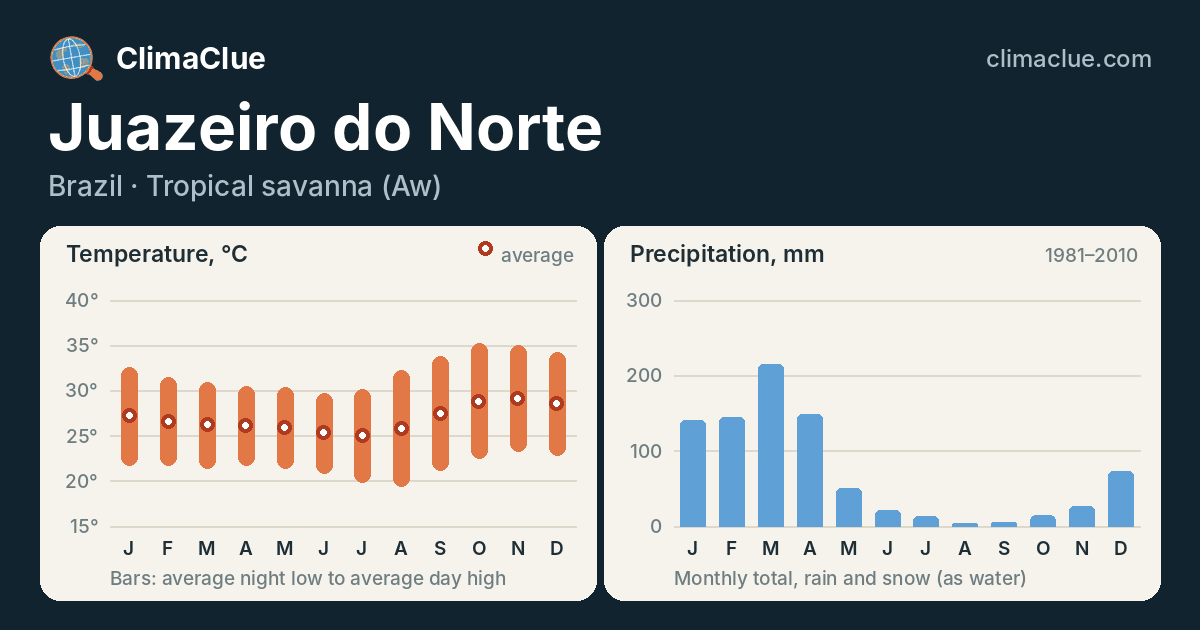 ClimaClue
climaclue.com
Juazeiro do Norte
Brazil · Tropical savanna (Aw)
Temperature, °C
average
40°
35°
30°
25°
20°
15°
J F M A M J J A S O N D
Bars: average night low to average day high
Precipitation, mm
1981–2010
300
200
100
0
J F M A M J J A S O N D
Monthly total, rain and snow (as water)